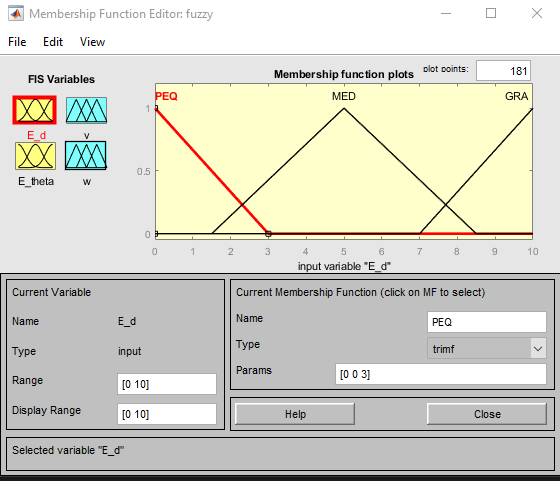 Membership Function Editor: fuzzy
File Edit View
FIS Variables
E_d
v
E_theta
w
Membership function plots
plot points:
181
PEQ
MED
GRA
1
0.5
0
0 1 2 3 4 5 6 7 8 9 10
input variable "E_d"
Current Variable
Name E_d
Type input
Range [0 10]
Display Range [0 10]
Current Membership Function (click on MF to select)
Name PEQ
Type trimf
Params [0 0 3]
Help Close
Selected variable "E_d"